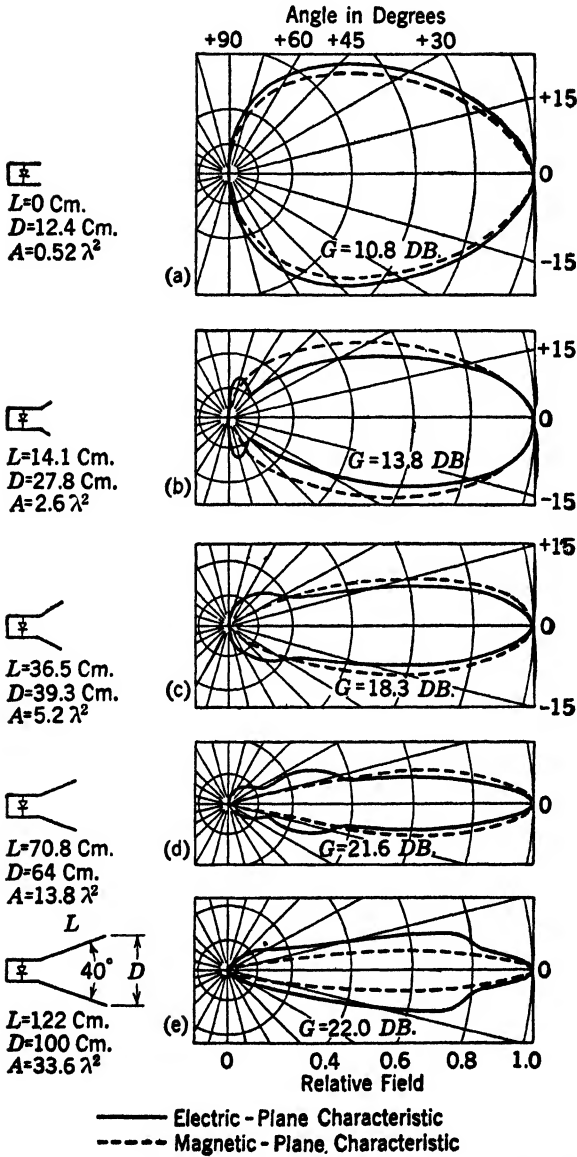 Angle in Degrees
+90 +60 +45 +30
+15
0
-15
L=0 Cm.
D=12.4 Cm.
A=0.52 λ²
(a)
G=10.8 DB.
+15
0
-15
L=14.1 Cm.
D=27.8 Cm.
A=2.6 λ²
(b)
G=13.8 DB
+15
0
-15
L=36.5 Cm.
D=39.3 Cm.
A=5.2 λ²
(c)
G=18.3 DB.
0
L=70.8 Cm.
D=64 Cm.
A=13.8 λ²
(d)
G=21.6 DB.
L
40° D
0
L=122 Cm.
D=100 Cm.
A=33.6 λ²
(e)
G=22.0 DB.
0 0.4 0.6 0.8 1.0
Relative Field
Electric-Plane Characteristic
Magnetic-Plane Characteristic